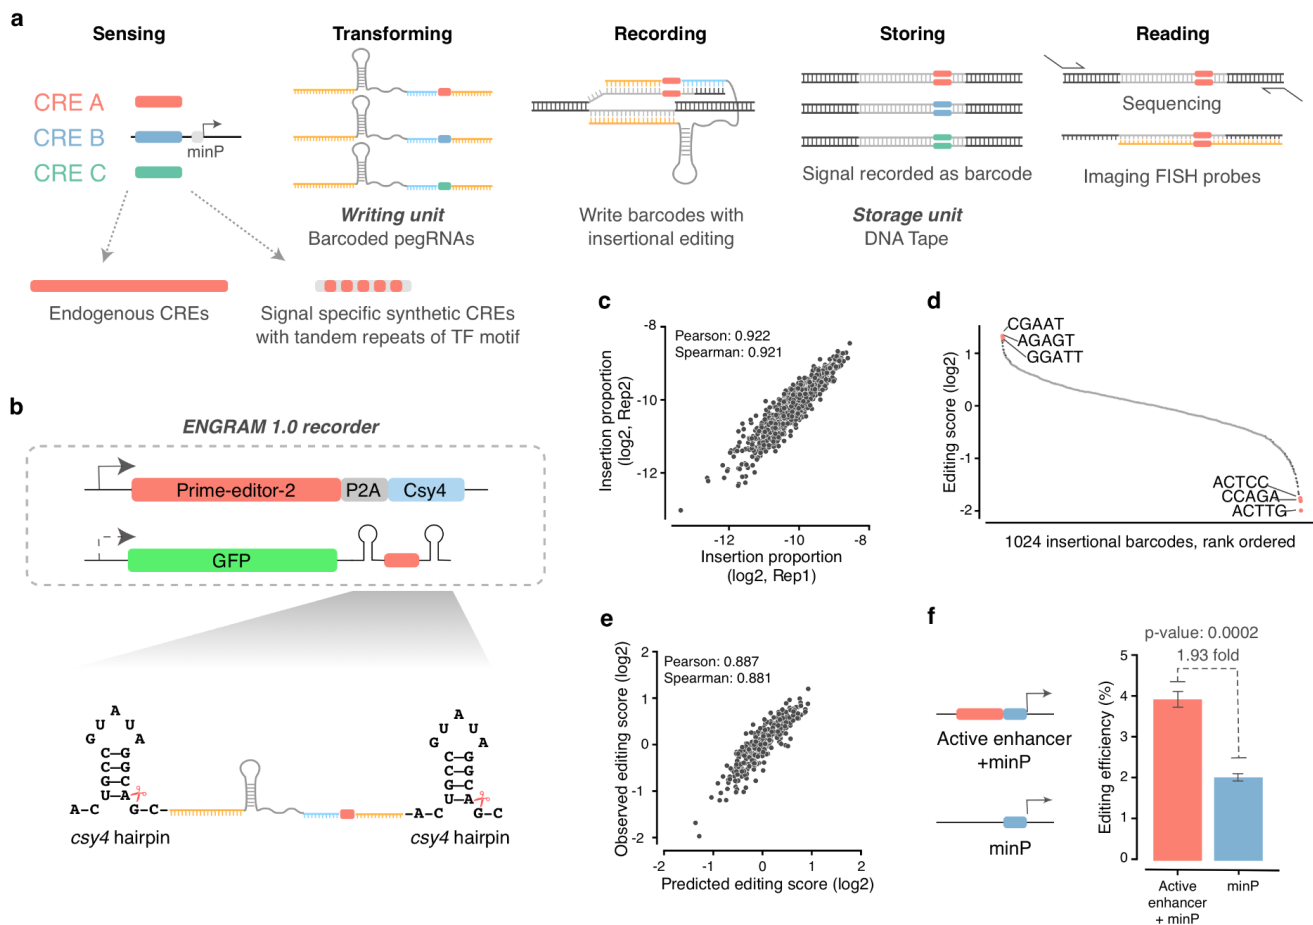 a
Sensing
Transforming
Recording
Storing
Reading
CRE A
CRE B
CRE C
minP
Sequencing
Signal recorded as barcode
Imaging FISH probes
Writing unit
Barcoded pegRNAs
Write barcodes with
insertional editing
Storage unit
DNA Tape
Endogenous CREs
Signal specific synthetic CREs
with tandem repeats of TF motif
b
ENGRAM 1.0 recorder
Prime-editor-2
P2A
Csy4
GFP
G U A U A
C G
C G
G C
U A
A-C
G-C
csy4 hairpin
G U A U A
C G
C G
G C
U A
A-C
G-C
csy4 hairpin
c
Pearson: 0.922
Spearman: 0.921
Insertion proportion
(log2, Rep2)
-8
-10
-12
-12
-10
-8
Insertion proportion
(log2, Rep1)
d
Editing score (log2)
1
0
-1
-2
CGAAT
AGAGT
GGATT
ACTCC
CCAGA
ACTTG
1024 insertional barcodes, rank ordered
e
Pearson: 0.887
Spearman: 0.881
Observed editing score (log2)
2
1
0
-1
-2
-2
-1
0
1
2
Predicted editing score (log2)
f
Active enhancer
+minP
minP
p-value: 0.0002
1.93 fold
Editing efficiency (%)
5
4
3
2
1
0
Active
enhancer
+ minP
minP